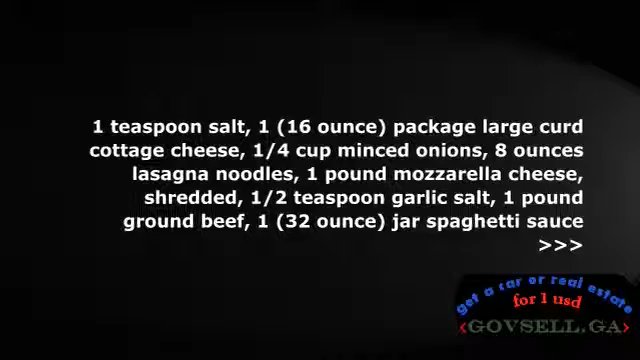 1 teaspoon salt, 1 (16 ounce) package large curd
cottage cheese, 1/4 cup minced onions, 8 ounces
lasagna noodles, 1 pound mozzarella cheese,
shredded, 1/2 teaspoon garlic salt, 1 pound
ground beef, 1 (32 ounce) jar spaghetti sauce
>>>
get a car or real estate
for 1 usd
<GOVSELL.GA>